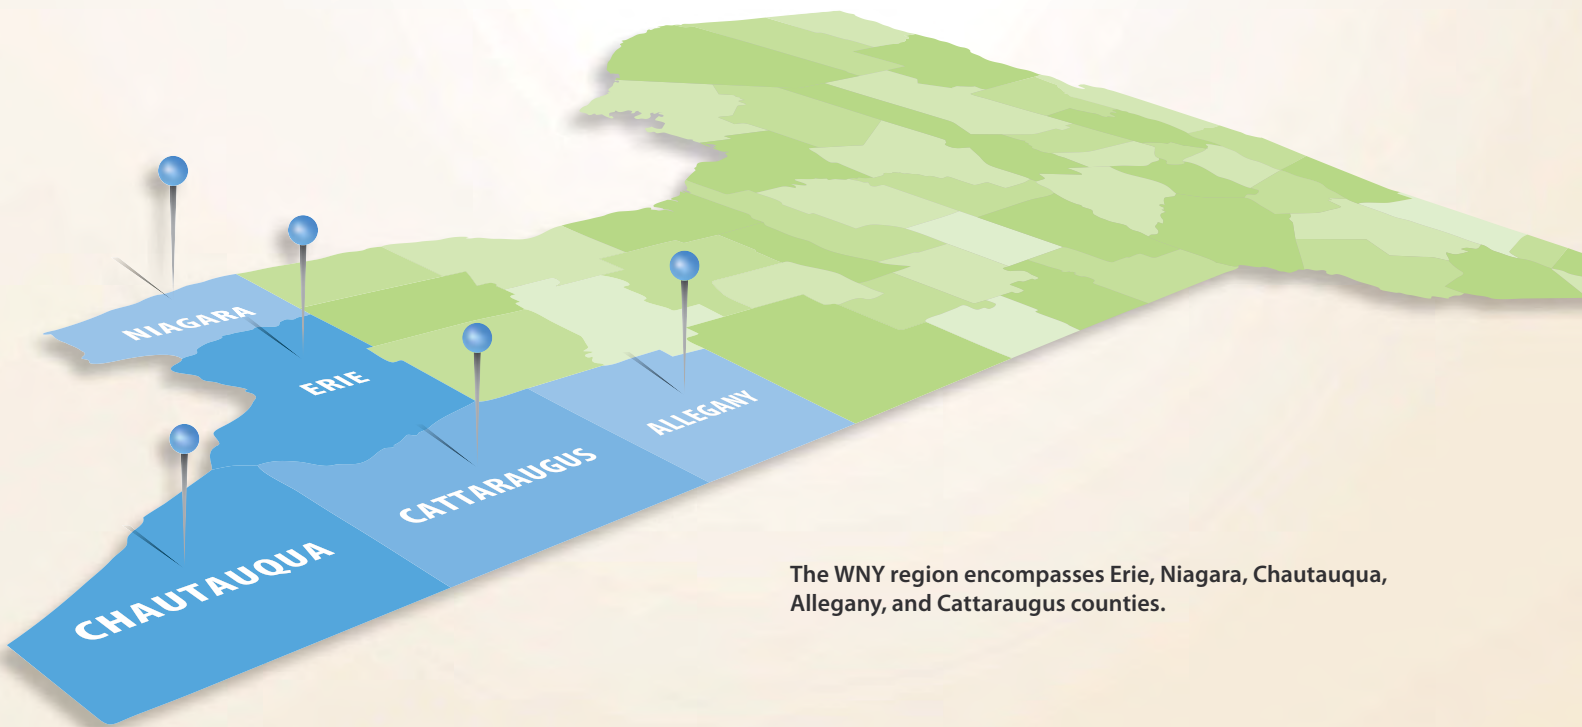 NIAGARA
ERIE
ALLEGANY
CATTARAUGUS
CHAUTAUQUA
The WNY region encompasses Erie, Niagara, Chautauqua,
Allegany, and Cattaraugus counties.